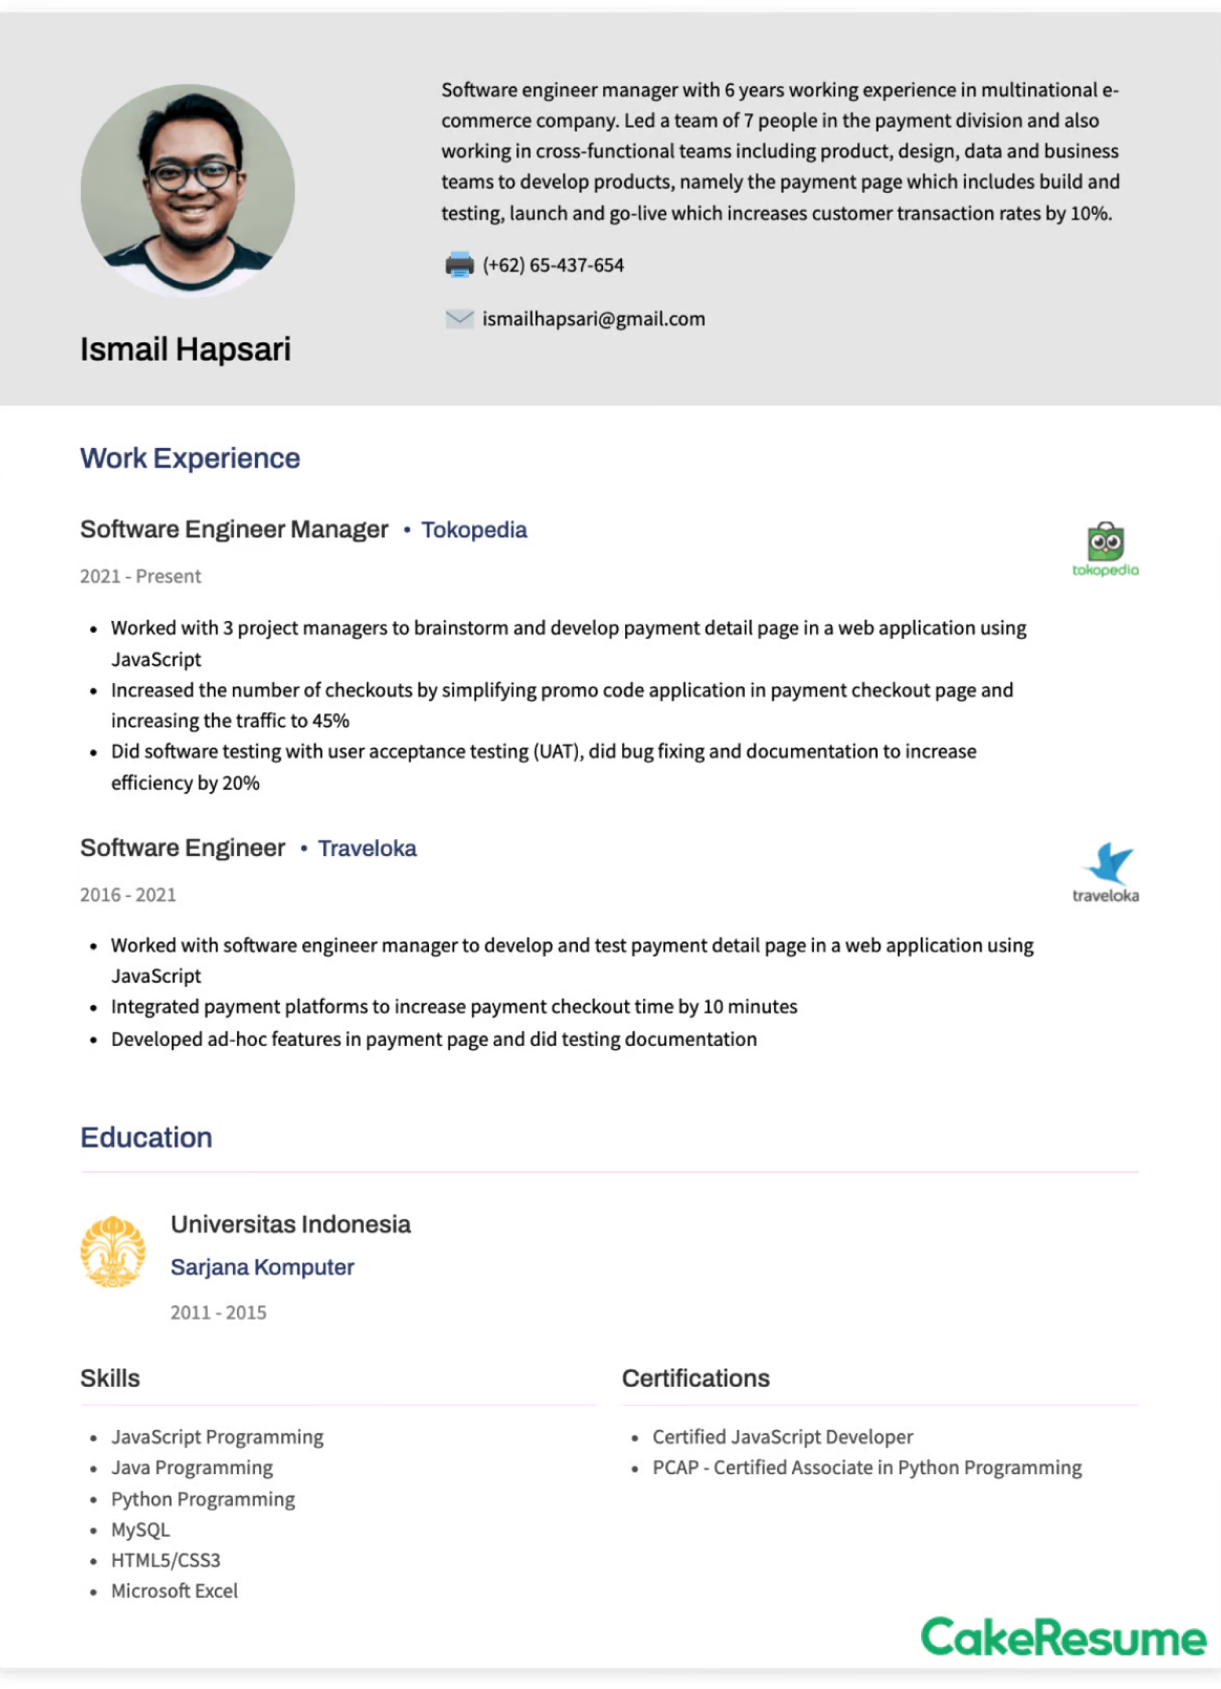 Software engineer manager with 6 years working experience in multinational e-
commerce company. Led a team of 7 people in the payment division and also
working in cross-functional teams including product, design, data and business
teams to develop products, namely the payment page which includes build and
testing, launch and go-live which increases customer transaction rates by 10%.
(+62) 65-437-654
ismailhapsari@gmail.com
Ismail Hapsari
Work Experience
Software Engineer Manager • Tokopedia
tokopedia
2021 - Present
• Worked with 3 project managers to brainstorm and develop payment detail page in a web application using
JavaScript
• Increased the number of checkouts by simplifying promo code application in payment checkout page and
increasing the traffic to 45%
• Did software testing with user acceptance testing (UAT), did bug fixing and documentation to increase
efficiency by 20%
Software Engineer • Traveloka
traveloka
2016 - 2021
• Worked with software engineer manager to develop and test payment detail page in a web application using
JavaScript
• Integrated payment platforms to increase payment checkout time by 10 minutes
• Developed ad-hoc features in payment page and did testing documentation
Education
Universitas Indonesia
Sarjana Komputer
2011 - 2015
Skills
• JavaScript Programming
• Java Programming
• Python Programming
• MySQL
• HTML5/CSS3
• Microsoft Excel
Certifications
• Certified JavaScript Developer
• PCAP - Certified Associate in Python Programming
CakeResume